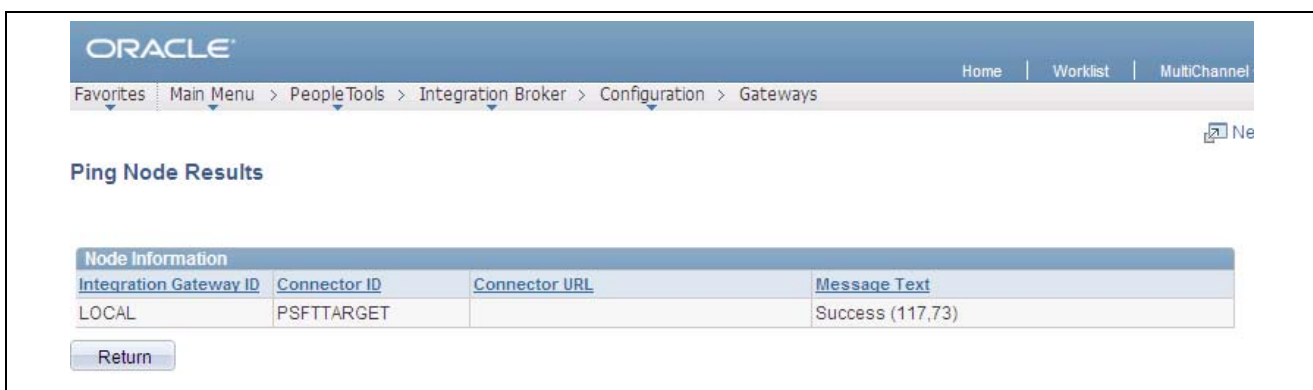 ORACLE
Home | Worklist | MultiChannel
Favorites Main Menu > PeopleTools > Integration Broker > Configuration > Gateways
Ne
Ping Node Results
Node Information
Integration Gateway ID Connector ID Connector URL Message Text
LOCAL PSFTTARGET Success (117,73)
Return